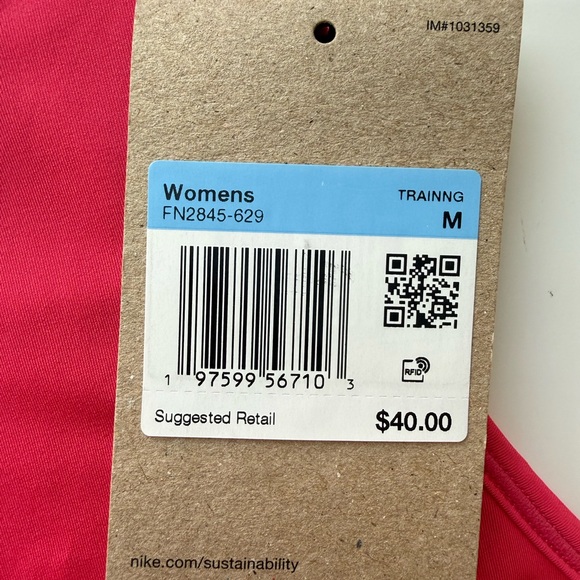 IM#1031359
Womens
TRAINNG
FN2845-629
M
1 97599 56710 3
RFID
Suggested Retail
$40.00
nike.com/sustainability